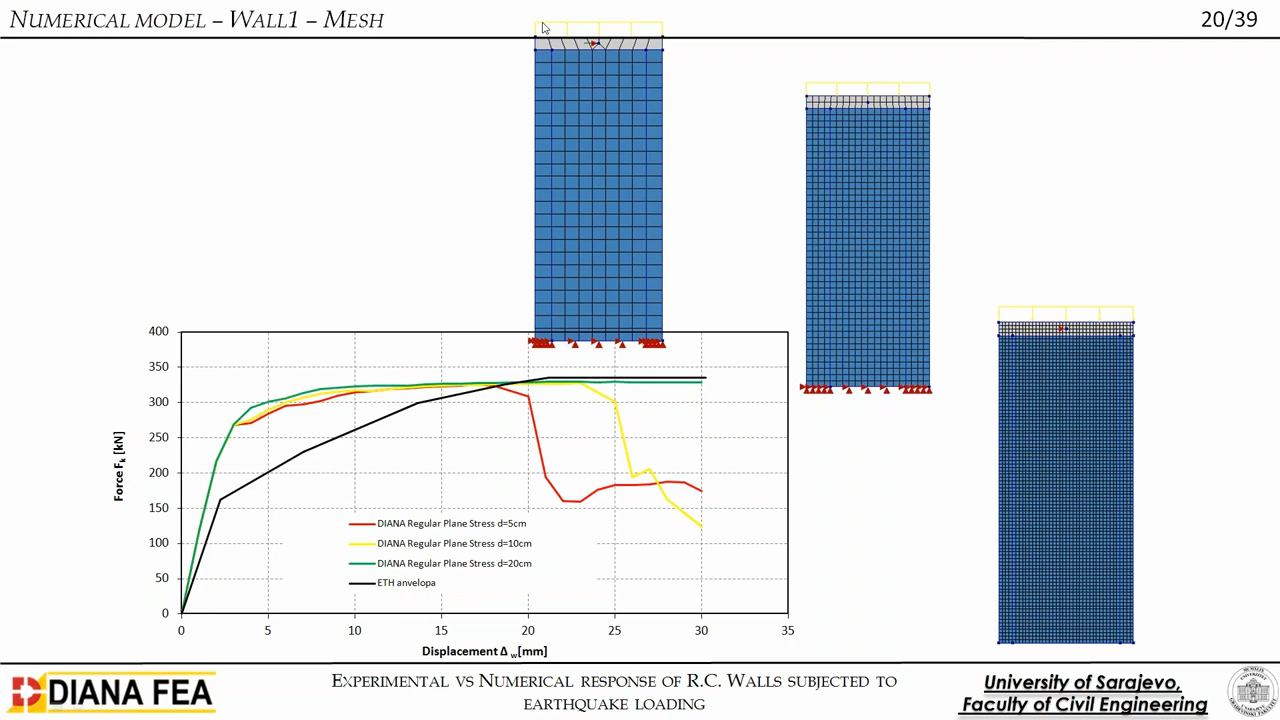 NUMERICAL MODEL – WALL1 – MESH
20/39
400
350
300
250
200
150
100
50
0
Force Fk [kN]
DIANA Regular Plane Stress d=5cm
DIANA Regular Plane Stress d=10cm
DIANA Regular Plane Stress d=20cm
ETH anvelopa
0 5 10 15 20 25 30 35
Displacement Δ w[mm]
DIANA FEA
EXPERIMENTAL VS NUMERICAL RESPONSE OF R.C. WALLS SUBJECTED TO
EARTHQUAKE LOADING
University of Sarajevo,
Faculty of Civil Engineering